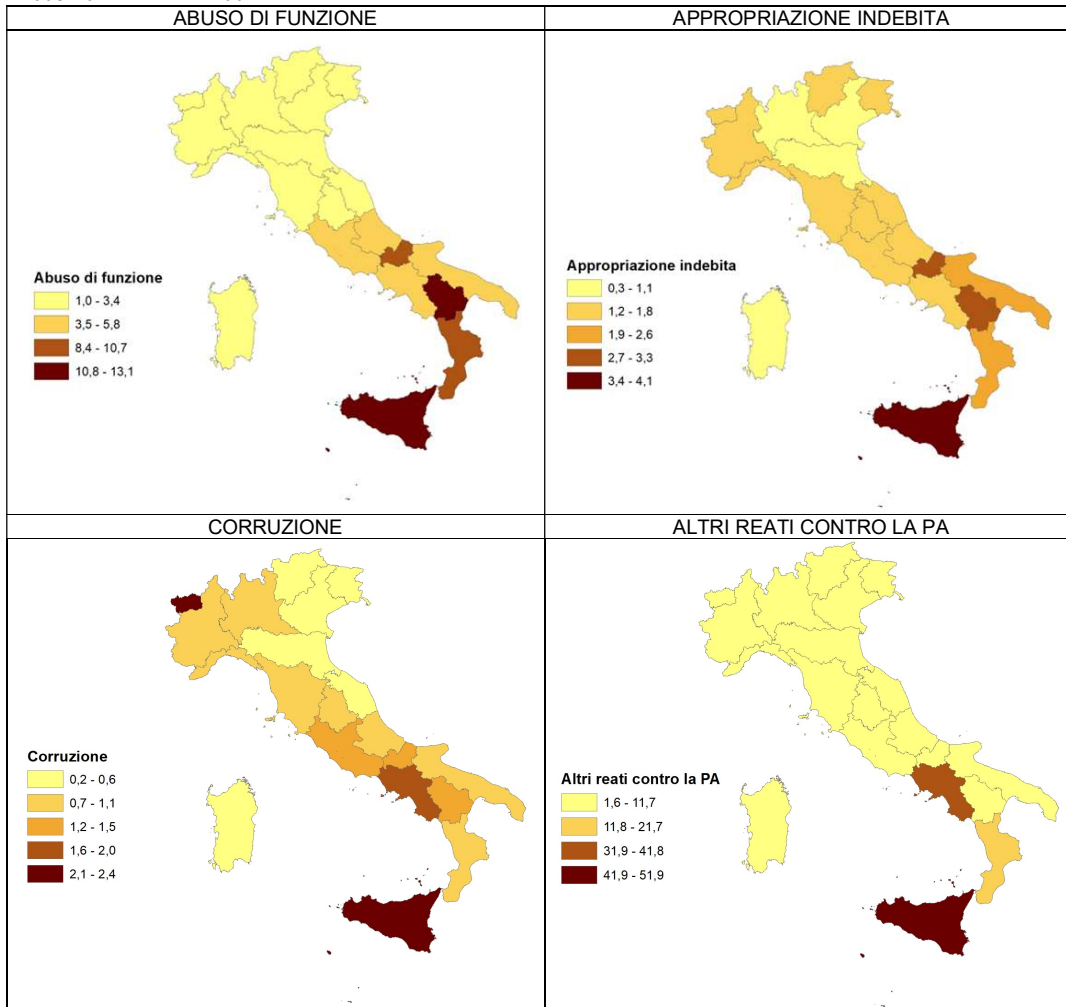 ABUSO DI FUNZIONE
APPROPRIAZIONE INDEBITA
Abuso di funzione
1,0 - 3,4
3,5 - 5,8
8,4 - 10,7
10,8 - 13,1
Appropriazione indebita
0,3 - 1,1
1,2 - 1,8
1,9 - 2,6
2,7 - 3,3
3,4 - 4,1
CORRUZIONE
ALTRI REATI CONTRO LA PA
Corruzione
0,2 - 0,6
0,7 - 1,1
1,2 - 1,5
1,6 - 2,0
2,1 - 2,4
Altri reati contro la PA
1,6 - 11,7
11,8 - 21,7
31,9 - 41,8
41,9 - 51,9